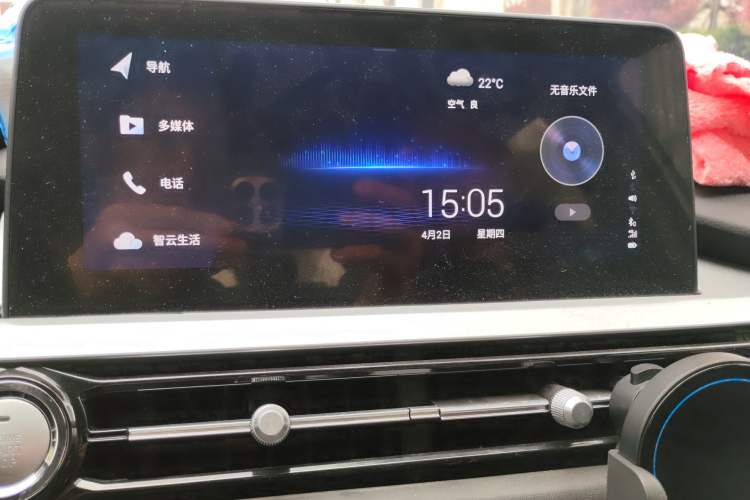 导航
22°C
空气 良
无音乐文件
多媒体
电话
15:05
4月2日 星期四
智云生活